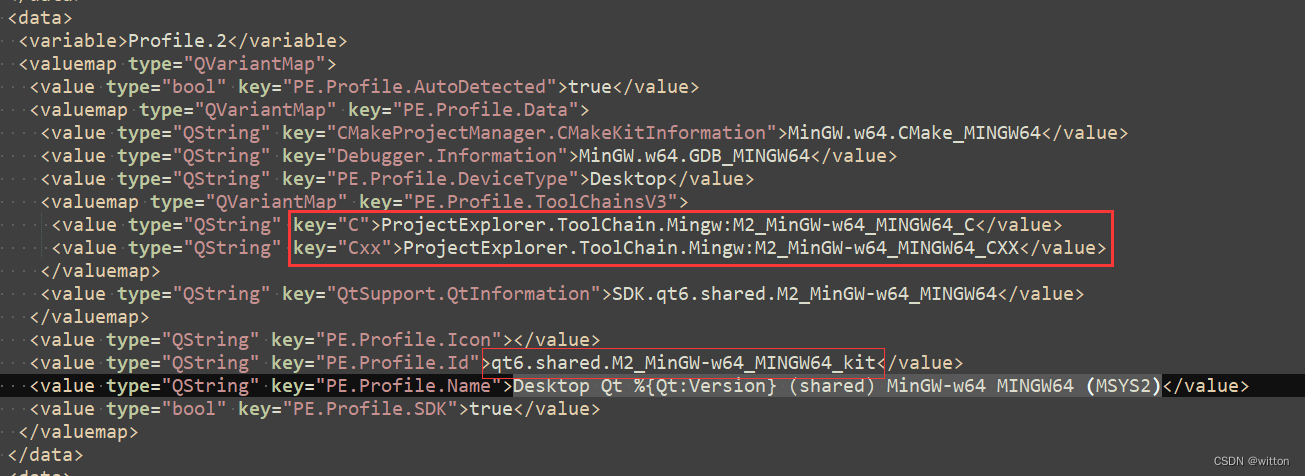 </data>
<data>
<variable>Profile.2</variable>
<valuemap type="QVariantMap">
<value type="bool" key="PE.Profile.AutoDetected">true</value>
<valuemap type="QVariantMap" key="PE.Profile.Data">
<value type="QString" key="CMakeProjectManager.CMakeKitInformation">MinGW.w64.CMake_MINGW64</value>
<value type="QString" key="Debugger.Information">MinGW.w64.GDB_MINGW64</value>
<value type="QString" key="PE.Profile.DeviceType">Desktop</value>
<valuemap type="QVariantMap" key="PE.Profile.ToolChainsV3">
<value type="QString" key="C">ProjectExplorer.ToolChain.Mingw:M2_MinGW-w64_MINGW64_C</value>
<value type="QString" key="Cxx">ProjectExplorer.ToolChain.Mingw:M2_MinGW-w64_MINGW64_CXX</value>
</valuemap>
<value type="QString" key="QtSupport.QtInformation">SDK.qt6.shared.M2_MinGW-w64_MINGW64</value>
</valuemap>
<value type="QString" key="PE.Profile.Icon"></value>
<value type="QString" key="PE.Profile.Id">qt6.shared.M2_MinGW-w64_MINGW64_kit</value>
<value type="QString" key="PE.Profile.Name">Desktop Qt %{Qt:Version} (shared) MinGW-w64 MINGW64 (MSYS2)</value>
<value type="bool" key="PE.Profile.SDK">true</value>
</valuemap>
</data>
<data>
CSDN @witton